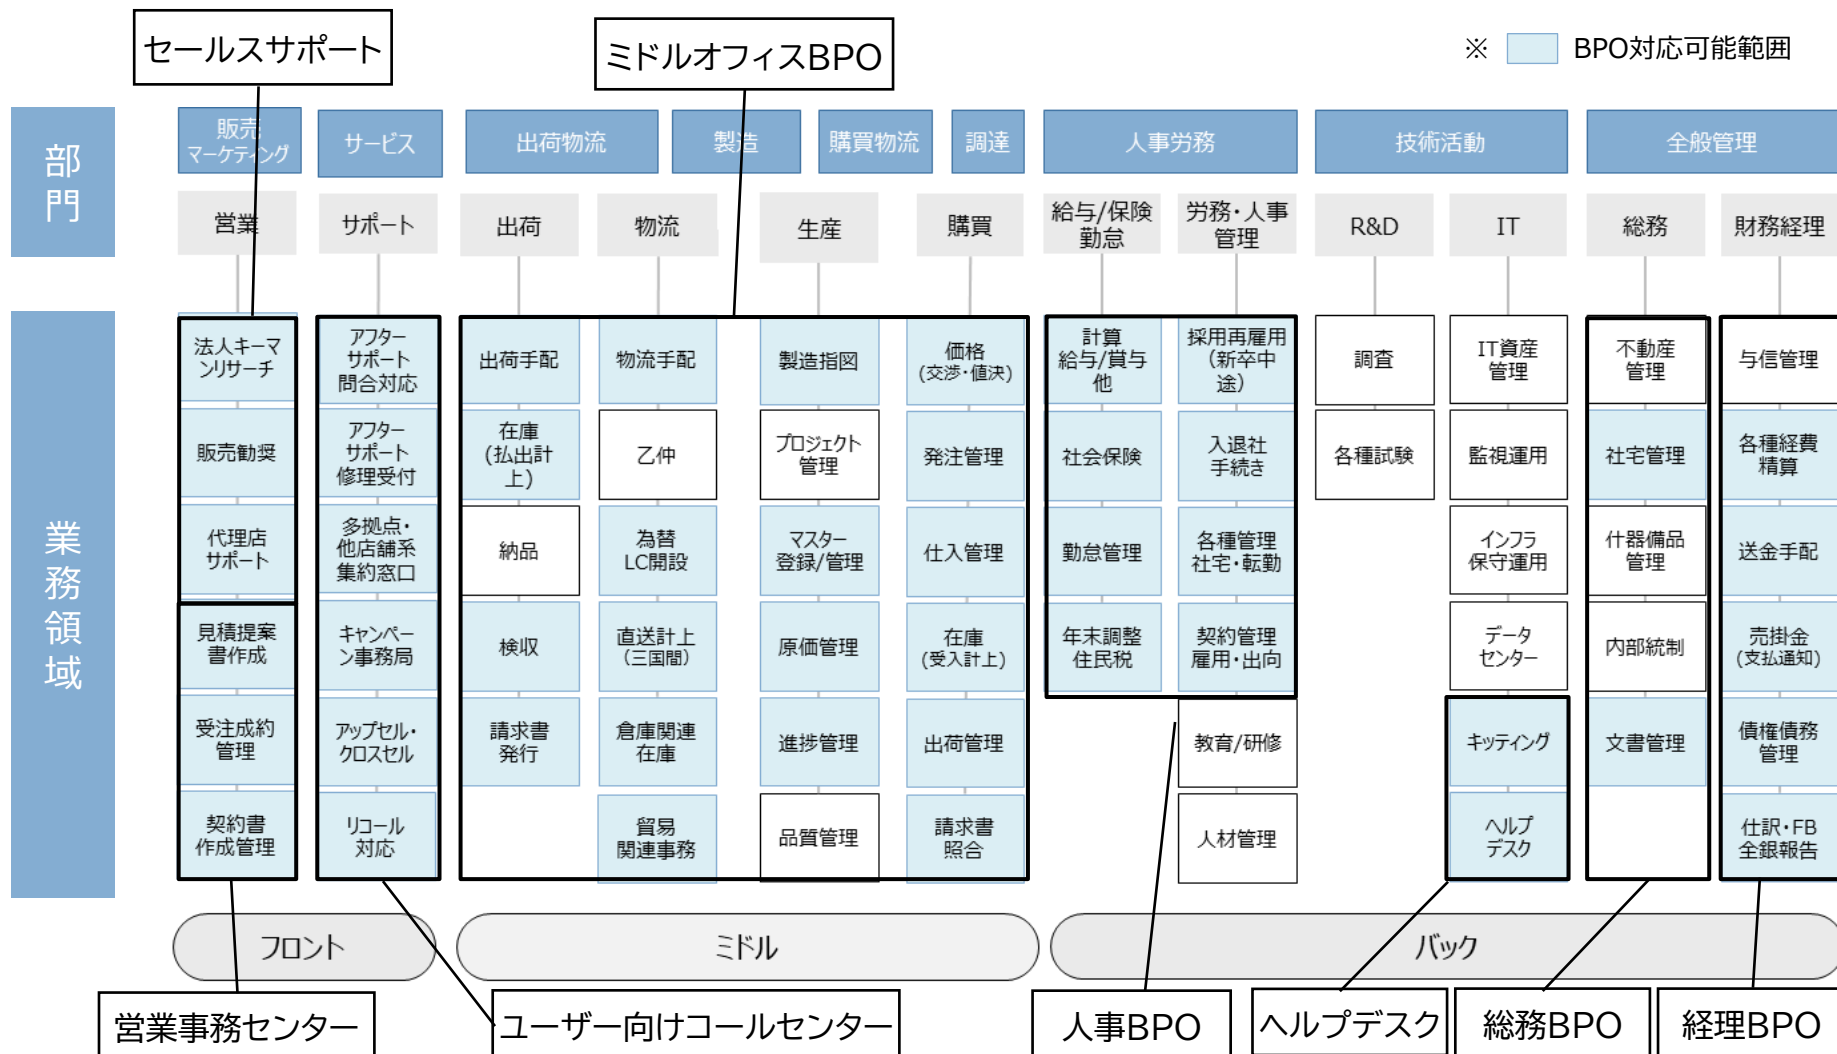 セールスサポート
ミドルオフィスBPO
※ BPO対応可能範囲
部門
販売
マーケティング
サービス
出荷物流
製造
購買物流
調達
人事労務
技術活動
全般管理
営業
サポート
出荷
物流
生産
購買
給与/保険
勤怠
労務・人事
管理
R&D
IT
総務
財務経理
業務領域
法人キーマ
ンリサーチ
販売勧奨
代理店
サポート
見積提案
書作成
受注成約
管理
契約書
作成管理
アフター
サポート
問合対応
アフター
サポート
修理受付
多拠点・
他店舗系
集約窓口
キャンペー
ン事務局
アップセル・
クロスセル
リコール
対応
出荷手配
在庫
(払出計
上)
納品
検収
請求書
発行
物流手配
乙仲
為替
LC開設
直送計上
(三国間)
倉庫関連
在庫
貿易
関連事務
製造指図
プロジェクト
管理
マスター
登録/管理
原価管理
進捗管理
品質管理
価格
(交渉・値決)
発注管理
仕入管理
在庫
(受入計上)
出荷管理
請求書
照合
計算
給与/賞与
他
社会保険
勤怠管理
年末調整
住民税
採用再雇用
(新卒中
途)
入退社
手続き
各種管理
社宅・転勤
契約管理
雇用・出向
教育/研修
人材管理
調査
各種試験
IT資産
管理
監視運用
インフラ
保守運用
データ
センター
キッティング
ヘルプ
デスク
不動産
管理
社宅管理
什器備品
管理
内部統制
文書管理
与信管理
各種経費
精算
送金手配
売掛金
(支払通知)
債権債務
管理
仕訳・FB
全銀報告
フロント
ミドル
バック
営業事務センター
ユーザー向けコールセンター
人事BPO
ヘルプデスク
総務BPO
経理BPO